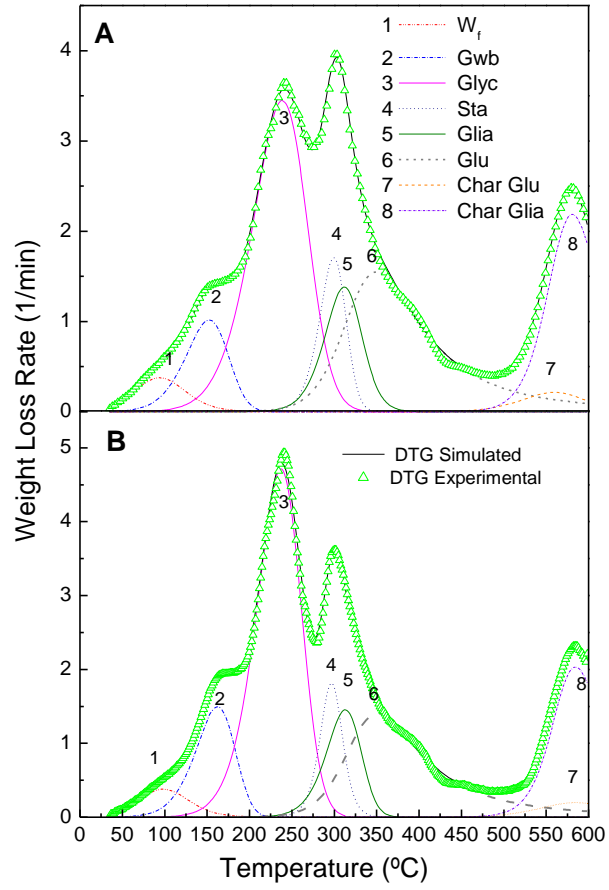 A
1 W_f
2 Gwb
3 Glyc
4 Sta
5 Glia
6 Glu
7 Char Glu
8 Char Glia
4
3
2
1
0
1
2
3
4
5
6
7
8
Weight Loss Rate (1/min)
B
DTG Simulated
DTG Experimental
5
4
3
2
1
0
1
2
3
4
5
6
7
8
0 50 100 150 200 250 300 350 400 450 500 550 600
Temperature (ºC)